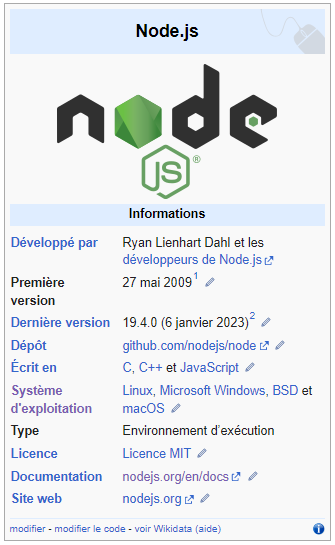 Node.js
node
JS®
Informations
Développé par Ryan Lienhart Dahl et les
développeurs de Node.js
Première 27 mai 2009¹
version
Dernière version 19.4.0 (6 janvier 2023)²
Dépôt github.com/nodejs/node
Écrit en C, C++ et JavaScript
Système Linux, Microsoft Windows, BSD et
d'exploitation macOS
Type Environnement d'exécution
Licence Licence MIT
Documentation nodejs.org/en/docs
Site web nodejs.org
modifier - modifier le code - voir Wikidata (aide)